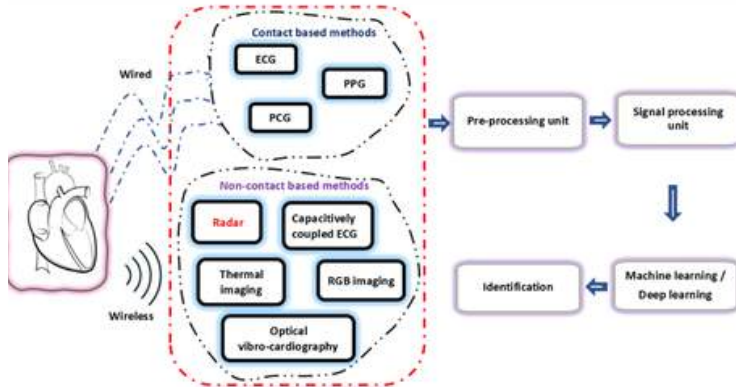 Contact based methods
ECG
PPG
PCG
Wired
Non-contact based methods
Radar
Capacitively
coupled ECG
Thermal
imaging
RGB imaging
Optical
vibro-cardiography
Wireless
Pre-processing unit
Signal processing
unit
Machine learning /
Deep learning
Identification